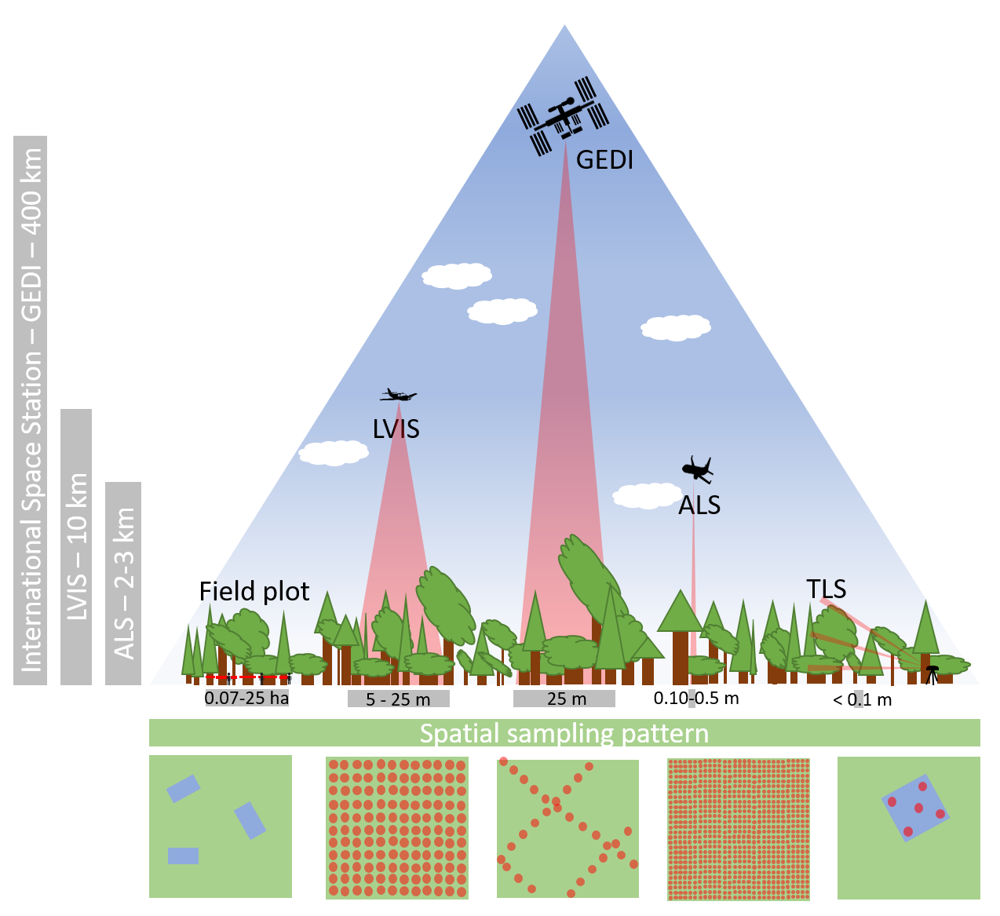 GEDI
International Space Station – GEDI – 400 km
LVIS – 10 km
ALS – 2-3 km
LVIS
ALS
Field plot
TLS
0.07-25 ha
5 - 25 m
25 m
0.10-0.5 m
< 0.1 m
Spatial sampling pattern